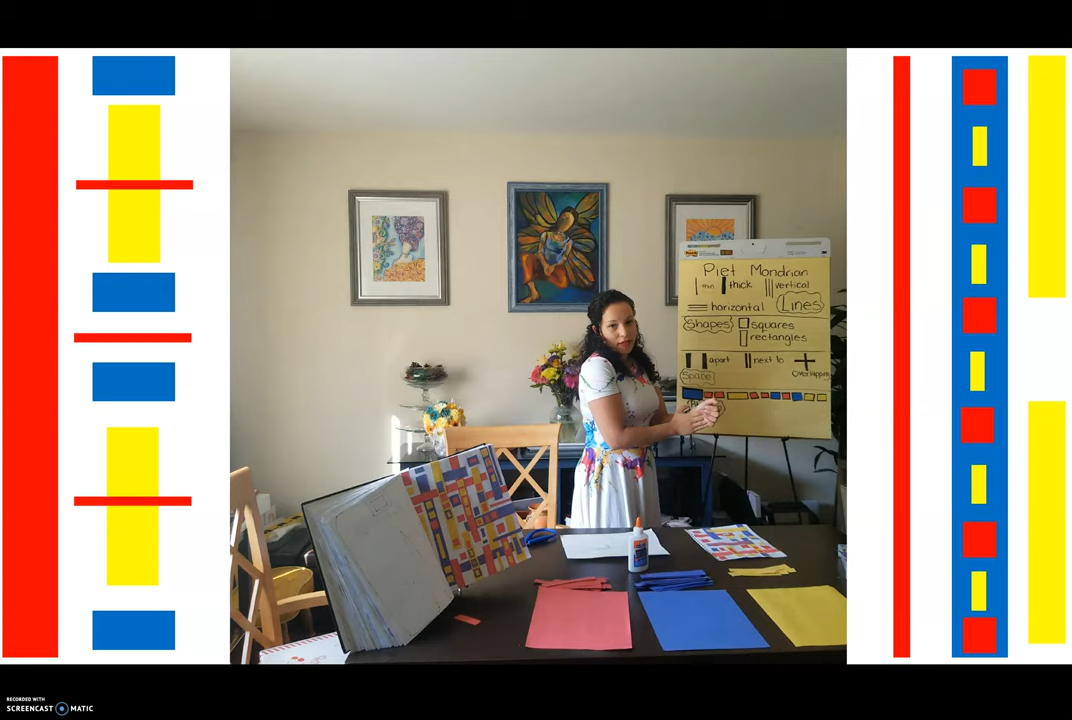 Piet Mondrian
thin thick vertical
horizontal Lines
Shapes squares
rectangles
apart next to
Space Overlapping
RECORDED WITH
SCREENCAST MATIC